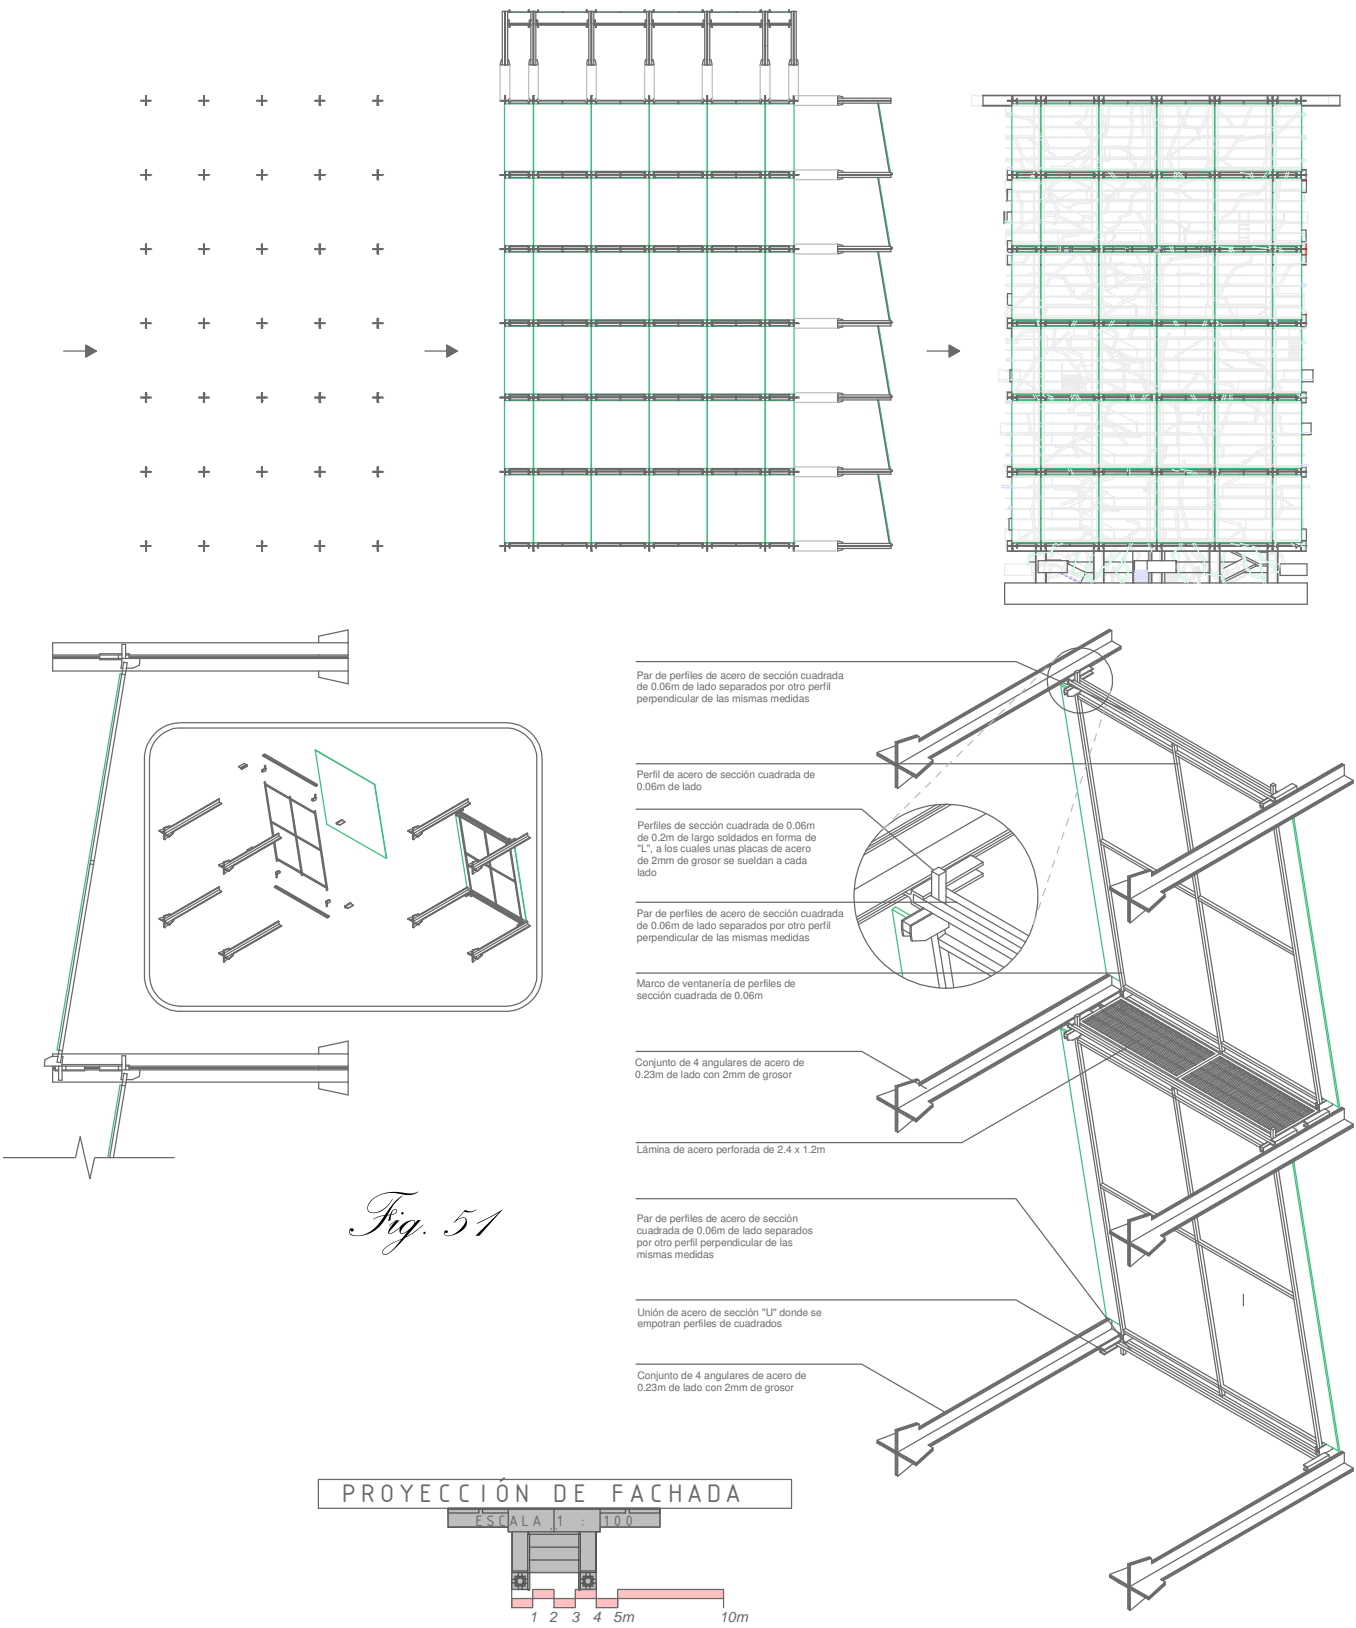 Par de perfiles de acero de sección cuadrada
de 0.06m de lado separados por otro perfil
perpendicular de las mismas medidas
Perfil de acero de sección cuadrada de
0.06m de lado
Perfiles de sección cuadrada de 0.06m
de 0.2m de largo soldados en forma de
"L", a los cuales unas placas de acero
de 2mm de grosor se sueldan a cada
lado
Par de perfiles de acero de sección cuadrada
de 0.06m de lado separados por otro perfil
perpendicular de las mismas medidas
Marco de ventanería de perfiles de
sección cuadrada de 0.06m
Conjunto de 4 angulares de acero de
0.23m de lado con 2mm de grosor
Lámina de acero perforada de 2.4 x 1.2m
Fig. 51
Par de perfiles de acero de sección
cuadrada de 0.06m de lado separados
por otro perfil perpendicular de las
mismas medidas
Unión de acero de sección "U" donde se
empotran perfiles de cuadrados
Conjunto de 4 angulares de acero de
0.23m de lado con 2mm de grosor
PROYECCIÓN DE FACHADA
ESCALA 1 : 100
1 2 3 4 5m 10m